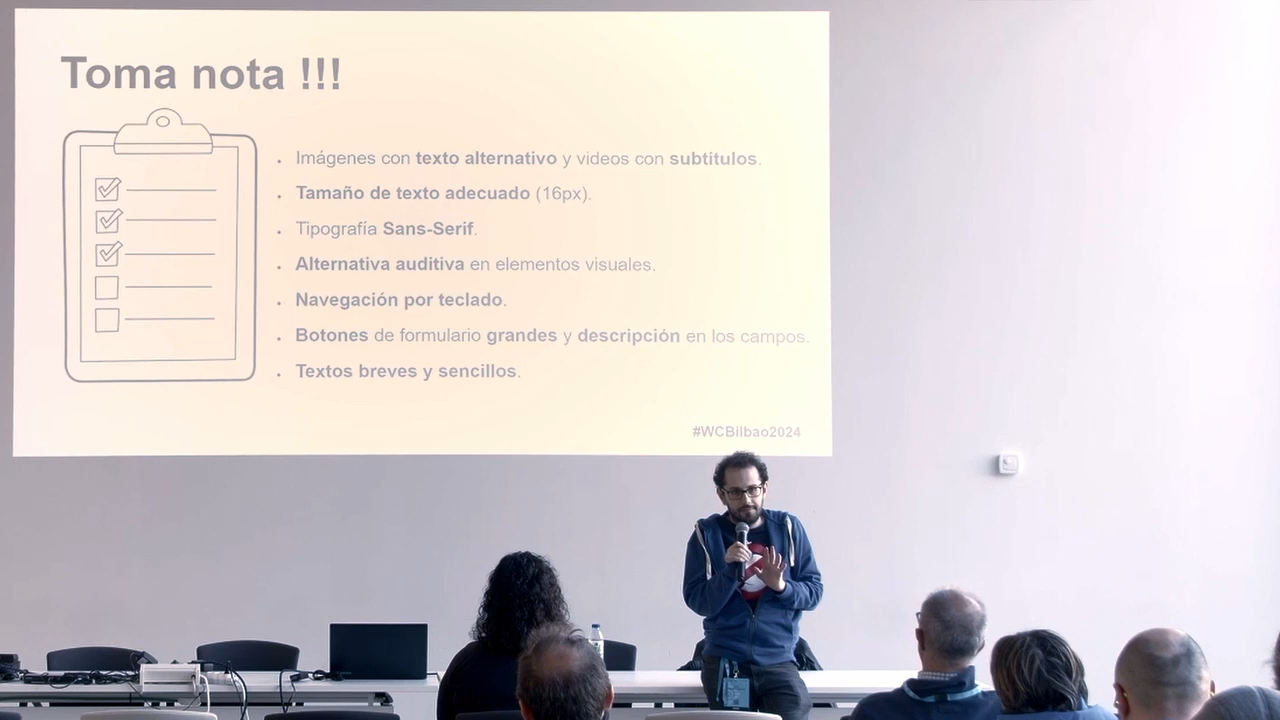 Toma nota !!!
Imágenes con texto alternativo y videos con subtitulos.
Tamaño de texto adecuado (16px).
Tipografía Sans-Serif.
Alternativa auditiva en elementos visuales.
Navegación por teclado.
Botones de formulario grandes y descripción en los campos.
Textos breves y sencillos.
#WCBilbao2024